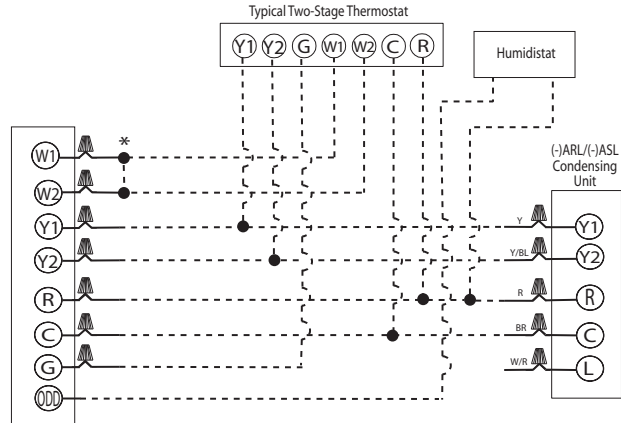 Typical Two-Stage Thermostat
Y1 Y2 G W1 W2 C R
Humidistat
(-)ARL/(-)ASL
Condensing
Unit
*
W1
W2
Y1
Y Y1
Y2
Y/BL Y2
R
R R
C
BR C
G
W/R L
ODD